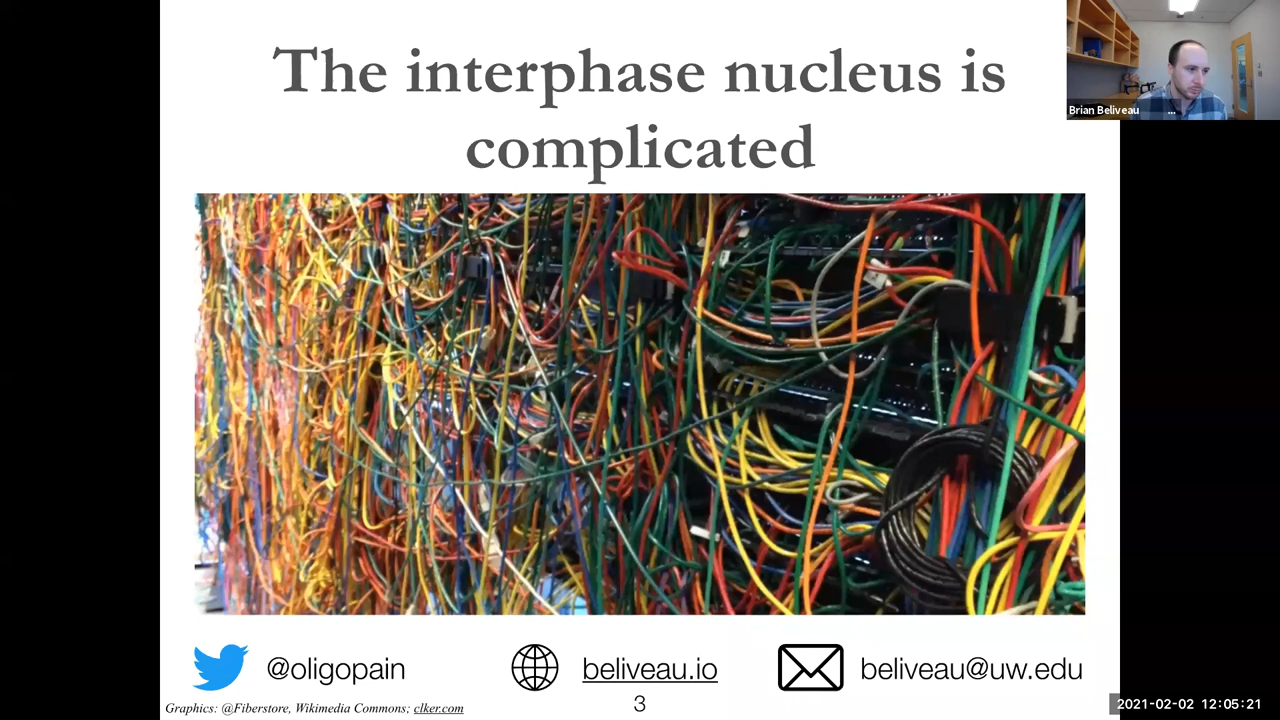 The interphase nucleus is
complicated
Brian Beliveau
...
@oligopain
beliveau.io
beliveau@uw.edu
Graphics: @Fiberstore, Wikimedia Commons; clker.com
3
2021-02-02 12:05:21